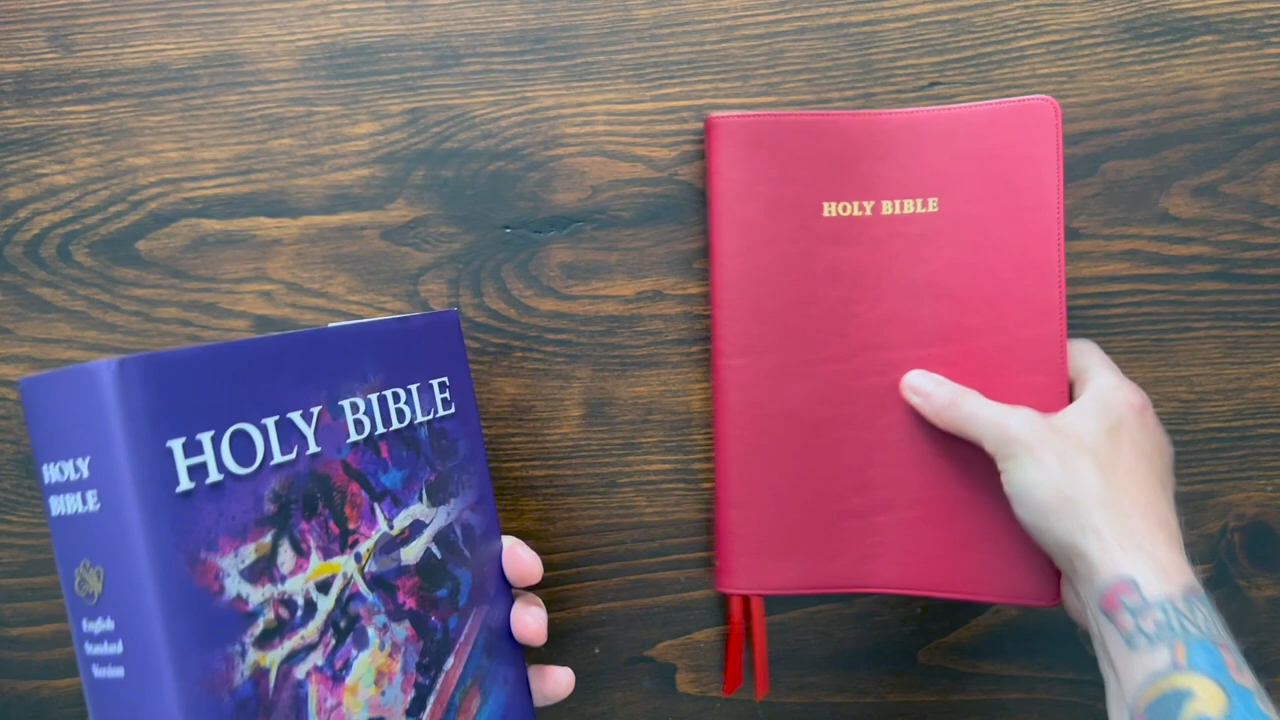 HOLY
BIBLE
English
Standard
Version
HOLY BIBLE
HOLY BIBLE